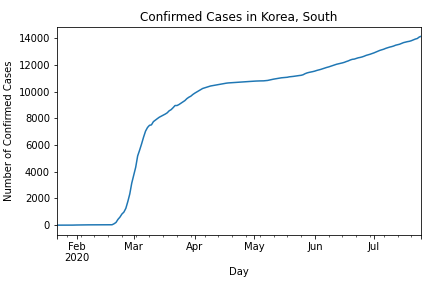 Confirmed Cases in Korea, South
Number of Confirmed Cases
14000
12000
10000
8000
6000
4000
2000
0
Feb Mar Apr May Jun Jul
2020
Day